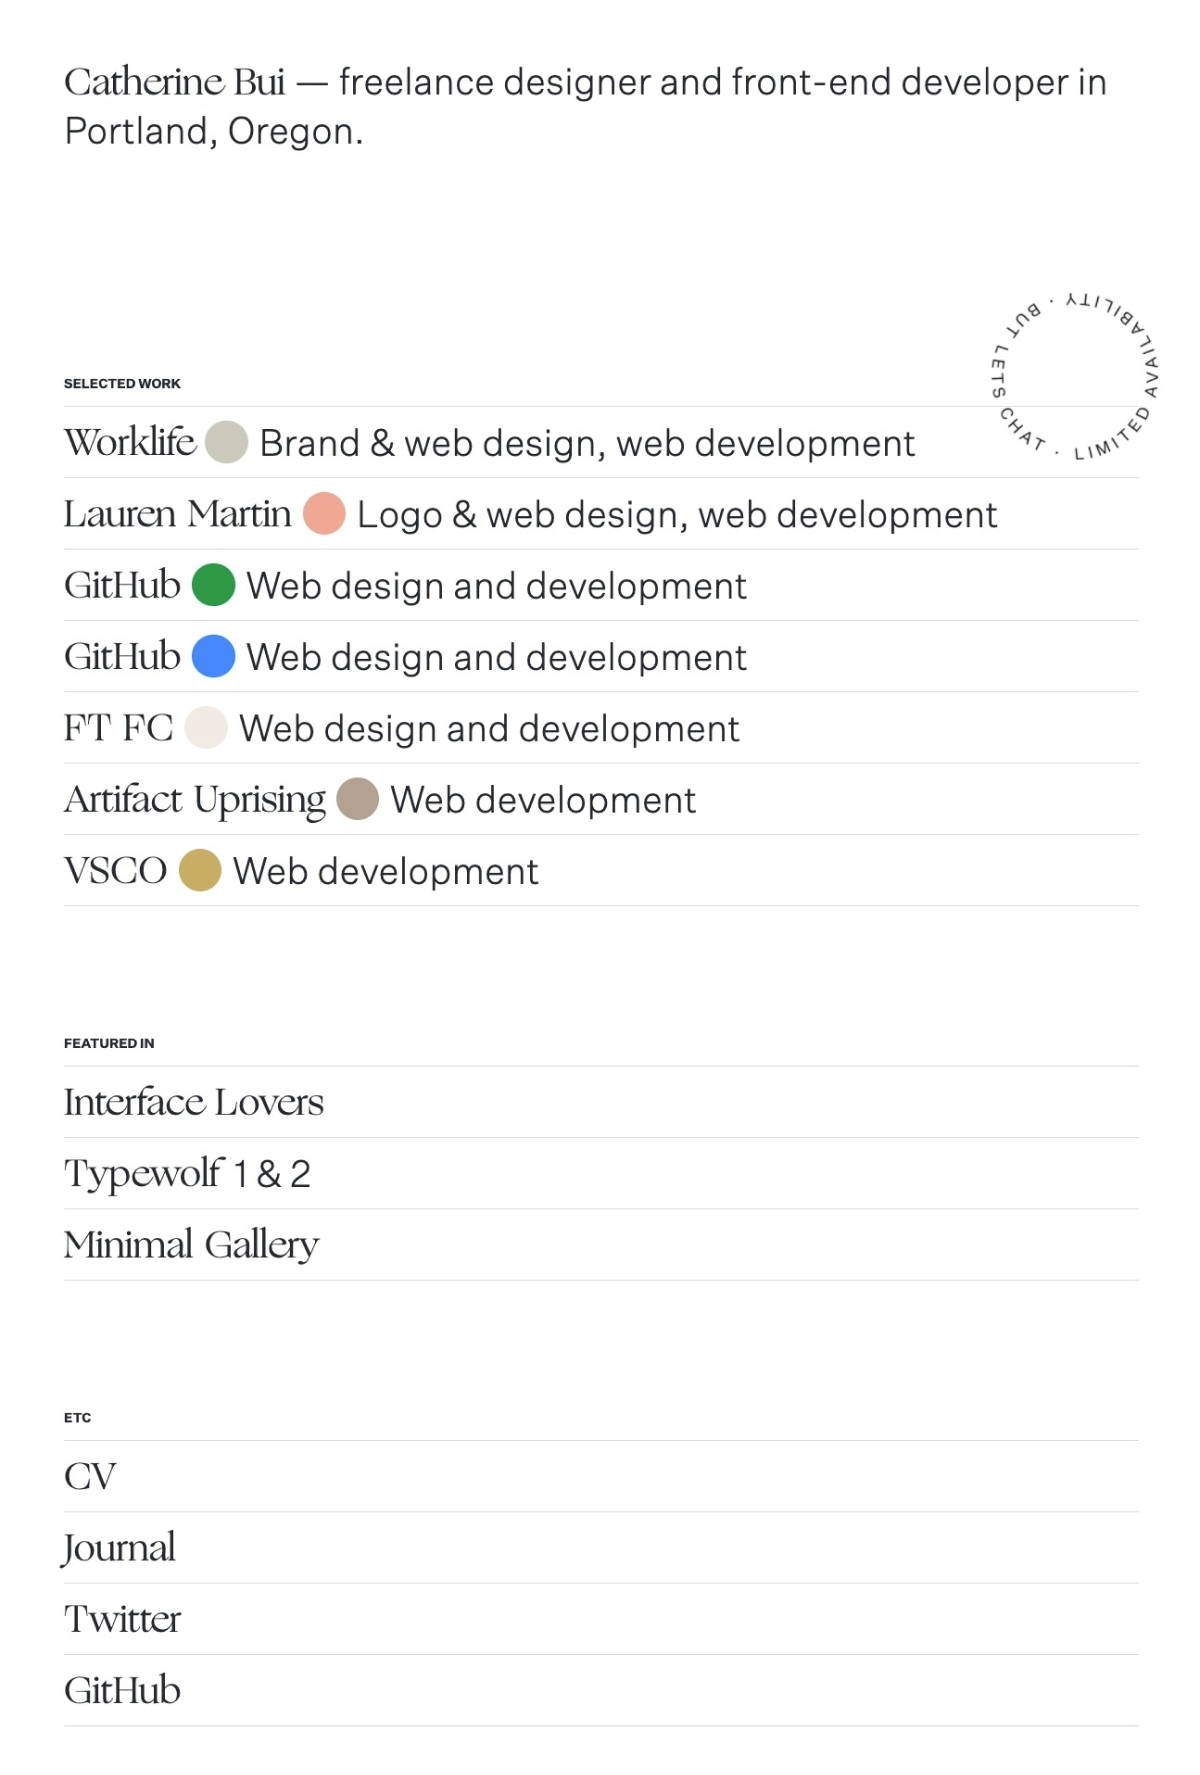 Catherine Bui — freelance designer and front-end developer in
Portland, Oregon.
LIMITED AVAILABILITY · BUT LETS CHAT ·
SELECTED WORK
Worklife Brand & web design, web development
Lauren Martin Logo & web design, web development
GitHub Web design and development
GitHub Web design and development
FT FC Web design and development
Artifact Uprising Web development
VSCO Web development
FEATURED IN
Interface Lovers
Typewolf 1 & 2
Minimal Gallery
ETC
CV
Journal
Twitter
GitHub